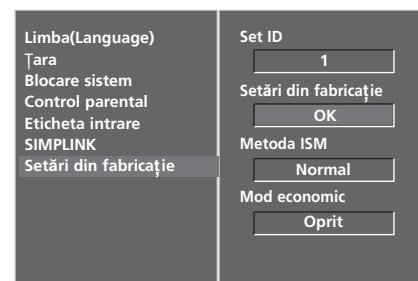 Limba(Language)
Țara
Blocare sistem
Control parental
Eticheta intrare
SIMPLINK
Setări din fabricație
Set ID
1
Setări din fabricație
OK
Metoda ISM
Normal
Mod economic
Oprit